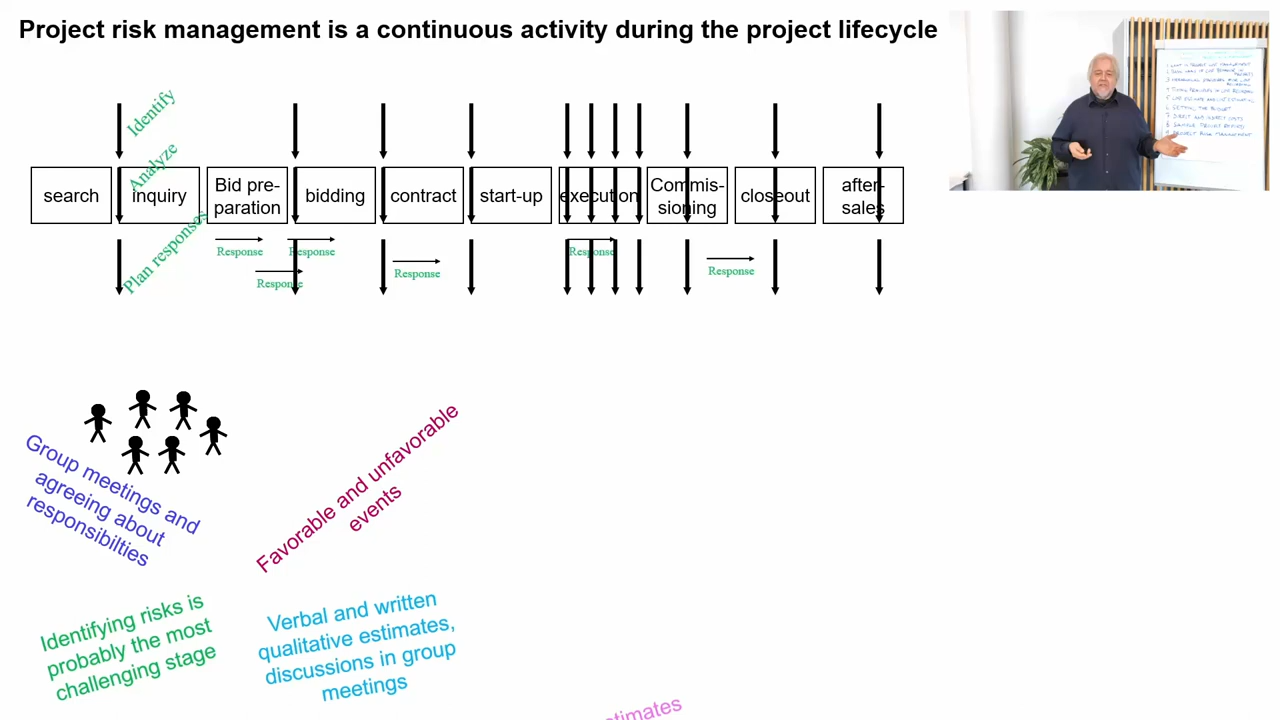 Project risk management is a continuous activity during the project lifecycle
Identify
Analyze
Plan responses
search
inquiry
Bid pre-
paration
bidding
contract
start-up
execution
Commis-
sioning
closeout
after-
sales
Response
Response
Response
Response
Response
Response
Group meetings and
agreeing about
responsibilties
Favorable and unfavorable
events
Identifying risks is
probably the most
challenging stage
Verbal and written
qualitative estimates,
discussions in group
meetings